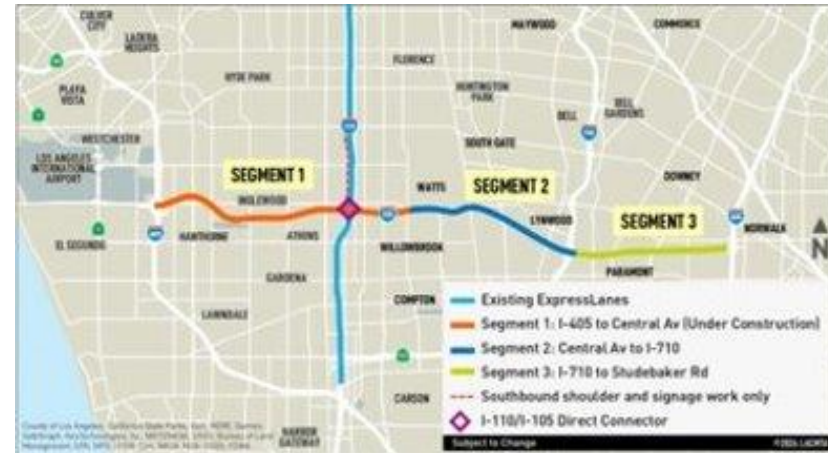 CULVER
CITY
LADERA
HEIGHTS
MAYWOOD
COMMERCE
HYDE PARK
FLORENCE
HUNTINGTON
PARK
BELL
BELL
GARDENS
PLAYA
VISTA
WESTCHESTER
LOS ANGELES
INTERNATIONAL
AIRPORT
SOUTH GATE
DOWNEY
SEGMENT 1
WATTS
SEGMENT 2
INGLEWOOD
LYNWOOD
SEGMENT 3
NORWALK
EL SEGUNDO
HAWTHORNE
ATHENS
WILLOWBROOK
N
GARDENA
PARAMONT
COMPTON
LAWNDALE
CARSON
HARBOR
GATEWAY
Existing ExpressLanes
Segment 1: I-405 to Central Av (Under Construction)
Segment 2: Central Av to I-710
Segment 3: I-710 to Studebaker Rd
Southbound shoulder and signage work only
I-110/I-105 Direct Connector
Subject to Change